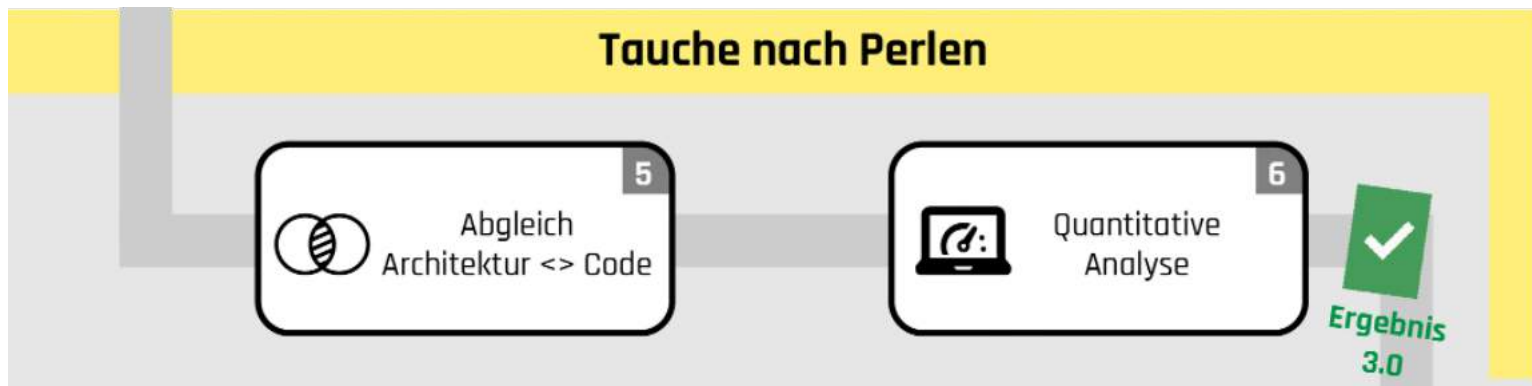 Tauche nach Perlen
5
Abgleich
Architektur <> Code
6
Quantitative
Analyse
Ergebnis
3.0